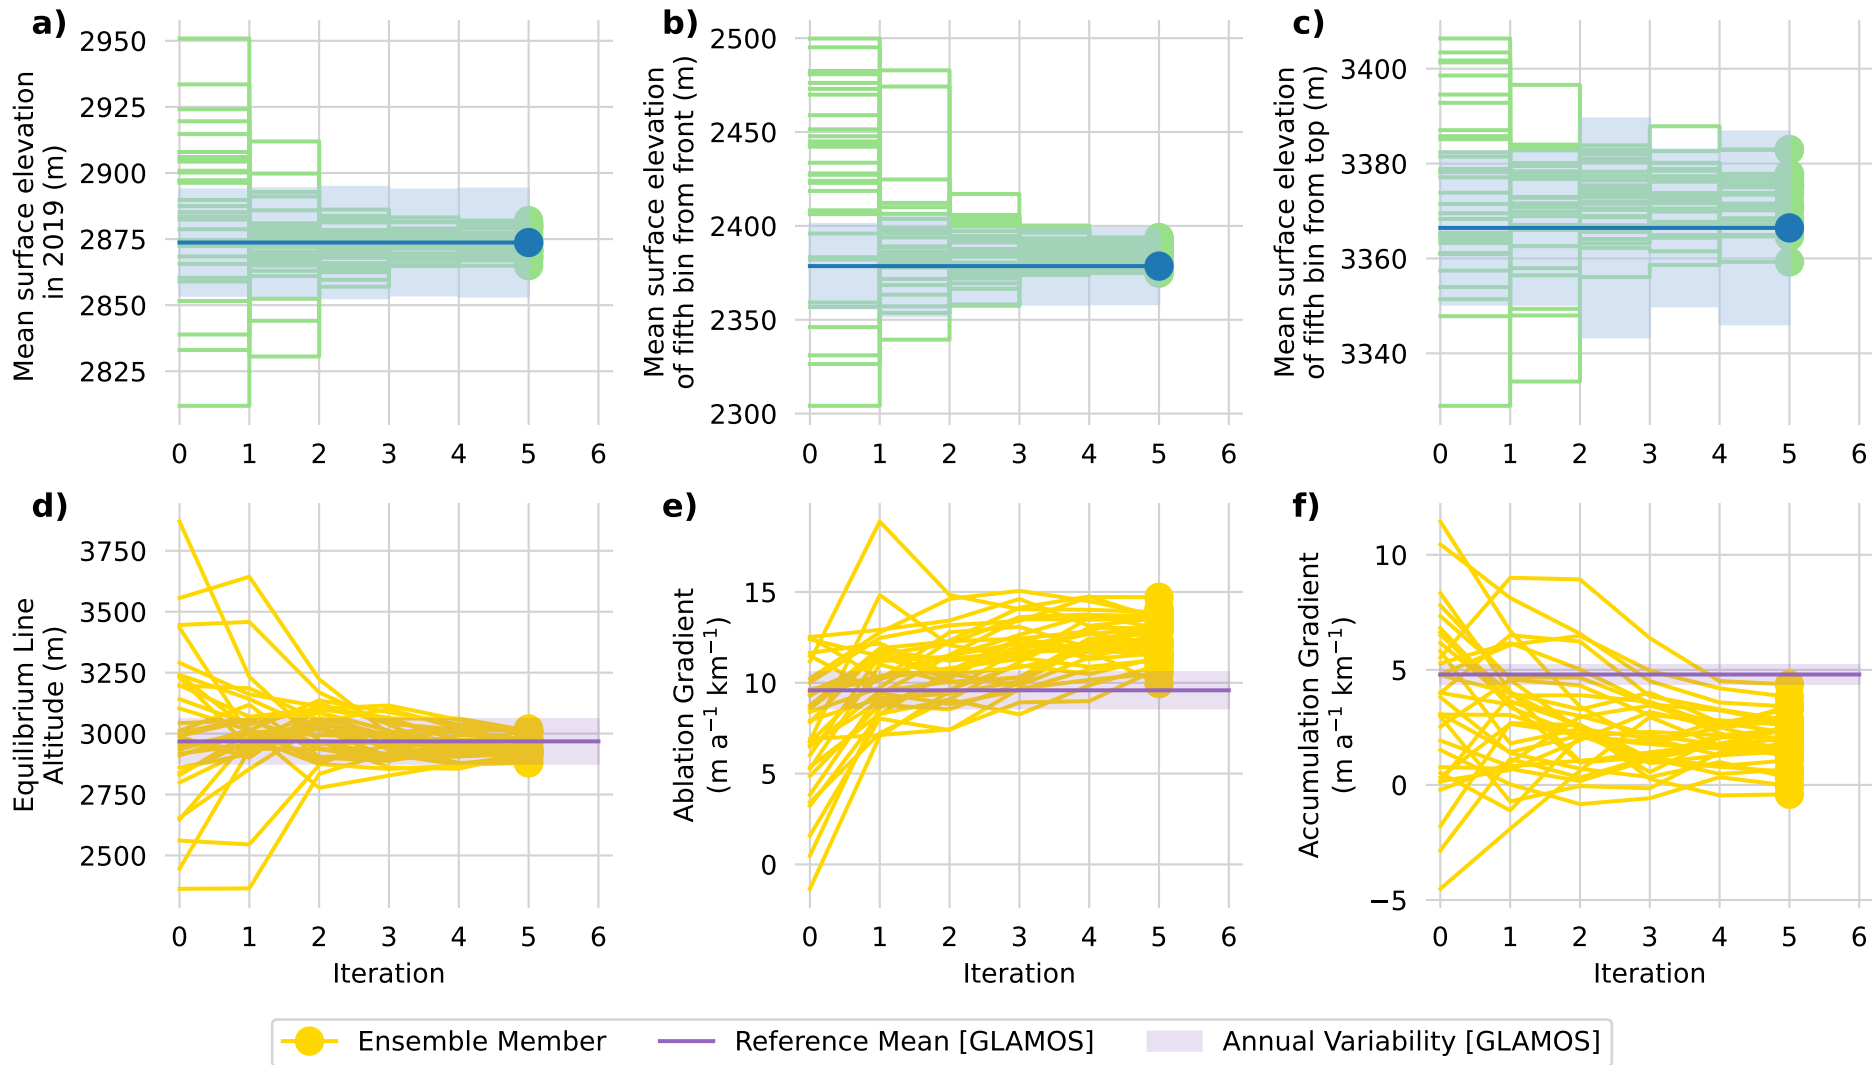 a)
Mean surface elevation
in 2019 (m)
2950
2925
2900
2875
2850
2825
0 1 2 3 4 5 6
b)
Mean surface elevation
of fifth bin from front (m)
2500
2450
2400
2350
2300
0 1 2 3 4 5 6
c)
Mean surface elevation
of fifth bin from top (m)
3400
3380
3360
3340
0 1 2 3 4 5 6
d)
Equilibrium Line
Altitude (m)
3750
3500
3250
3000
2750
2500
0 1 2 3 4 5 6
Iteration
e)
Ablation Gradient
(m a⁻¹ km⁻¹)
15
10
5
0
0 1 2 3 4 5 6
Iteration
f)
Accumulation Gradient
(m a⁻¹ km⁻¹)
10
5
0
−5
0 1 2 3 4 5 6
Iteration
Ensemble Member
Reference Mean [GLAMOS]
Annual Variability [GLAMOS]